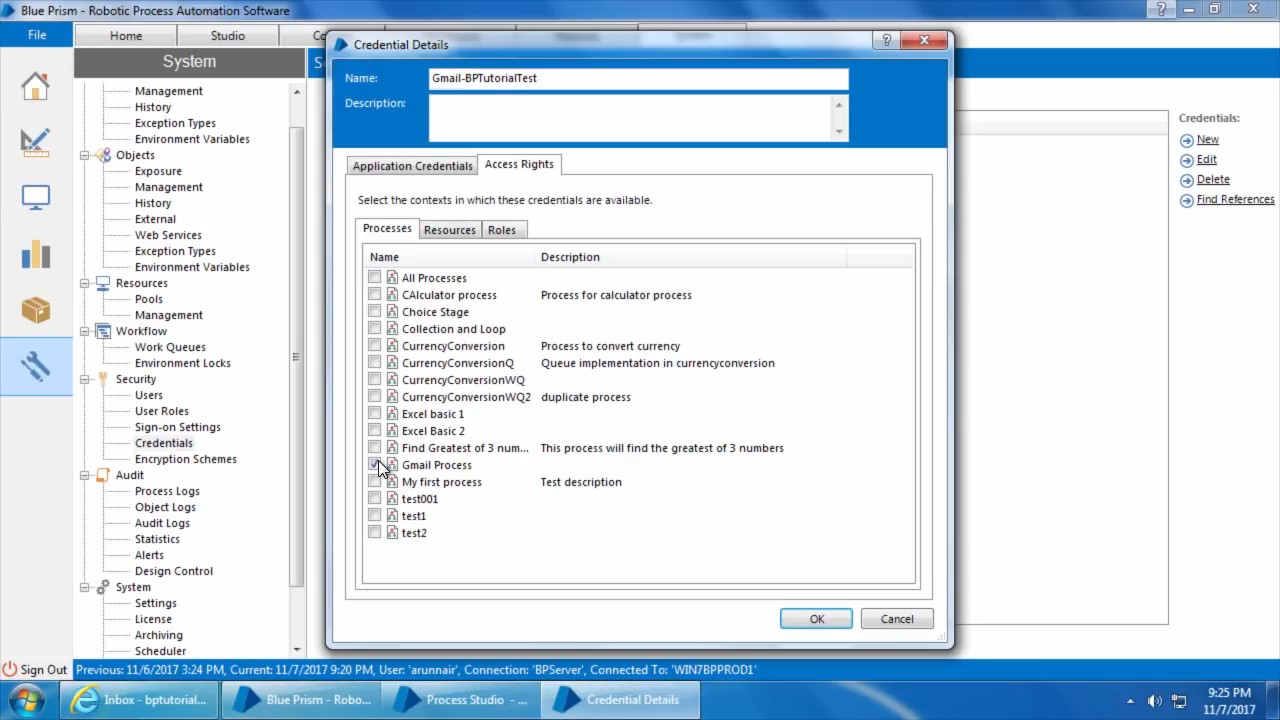 Blue Prism - Robotic Process Automation Software
File
Home
Studio
System
Management
History
Exception Types
Environment Variables
Objects
Exposure
Management
History
External
Web Services
Exception Types
Environment Variables
Resources
Pools
Management
Workflow
Work Queues
Environment Locks
Security
Users
User Roles
Sign-on Settings
Credentials
Encryption Schemes
Audit
Process Logs
Object Logs
Audit Logs
Statistics
Alerts
Design Control
System
Settings
License
Archiving
Scheduler
Credential Details
Name: Gmail-BPTutorialTest
Description:
Application Credentials Access Rights
Select the contexts in which these credentials are available.
Processes Resources Roles
Name Description
All Processes
CAlculator process Process for calculator process
Choice Stage
Collection and Loop
CurrencyConversion Process to convert currency
CurrencyConversionQ Queue implementation in currencyconversion
CurrencyConversionWQ
CurrencyConversionWQ2 duplicate process
Excel basic 1
Excel Basic 2
Find Greatest of 3 num... This process will find the greatest of 3 numbers
Gmail Process
My first process Test description
test001
test1
test2
OK Cancel
Credentials:
New
Edit
Delete
Find References
Sign Out Previous: 11/6/2017 3:24 PM, Current: 11/7/2017 9:20 PM, User: 'arunnair', Connection: 'BPServer', Connected To: 'WIN7BPPROD1'
Inbox - bptutorial... Blue Prism - Robo... Process Studio - ... Credential Details
9:25 PM
11/7/2017